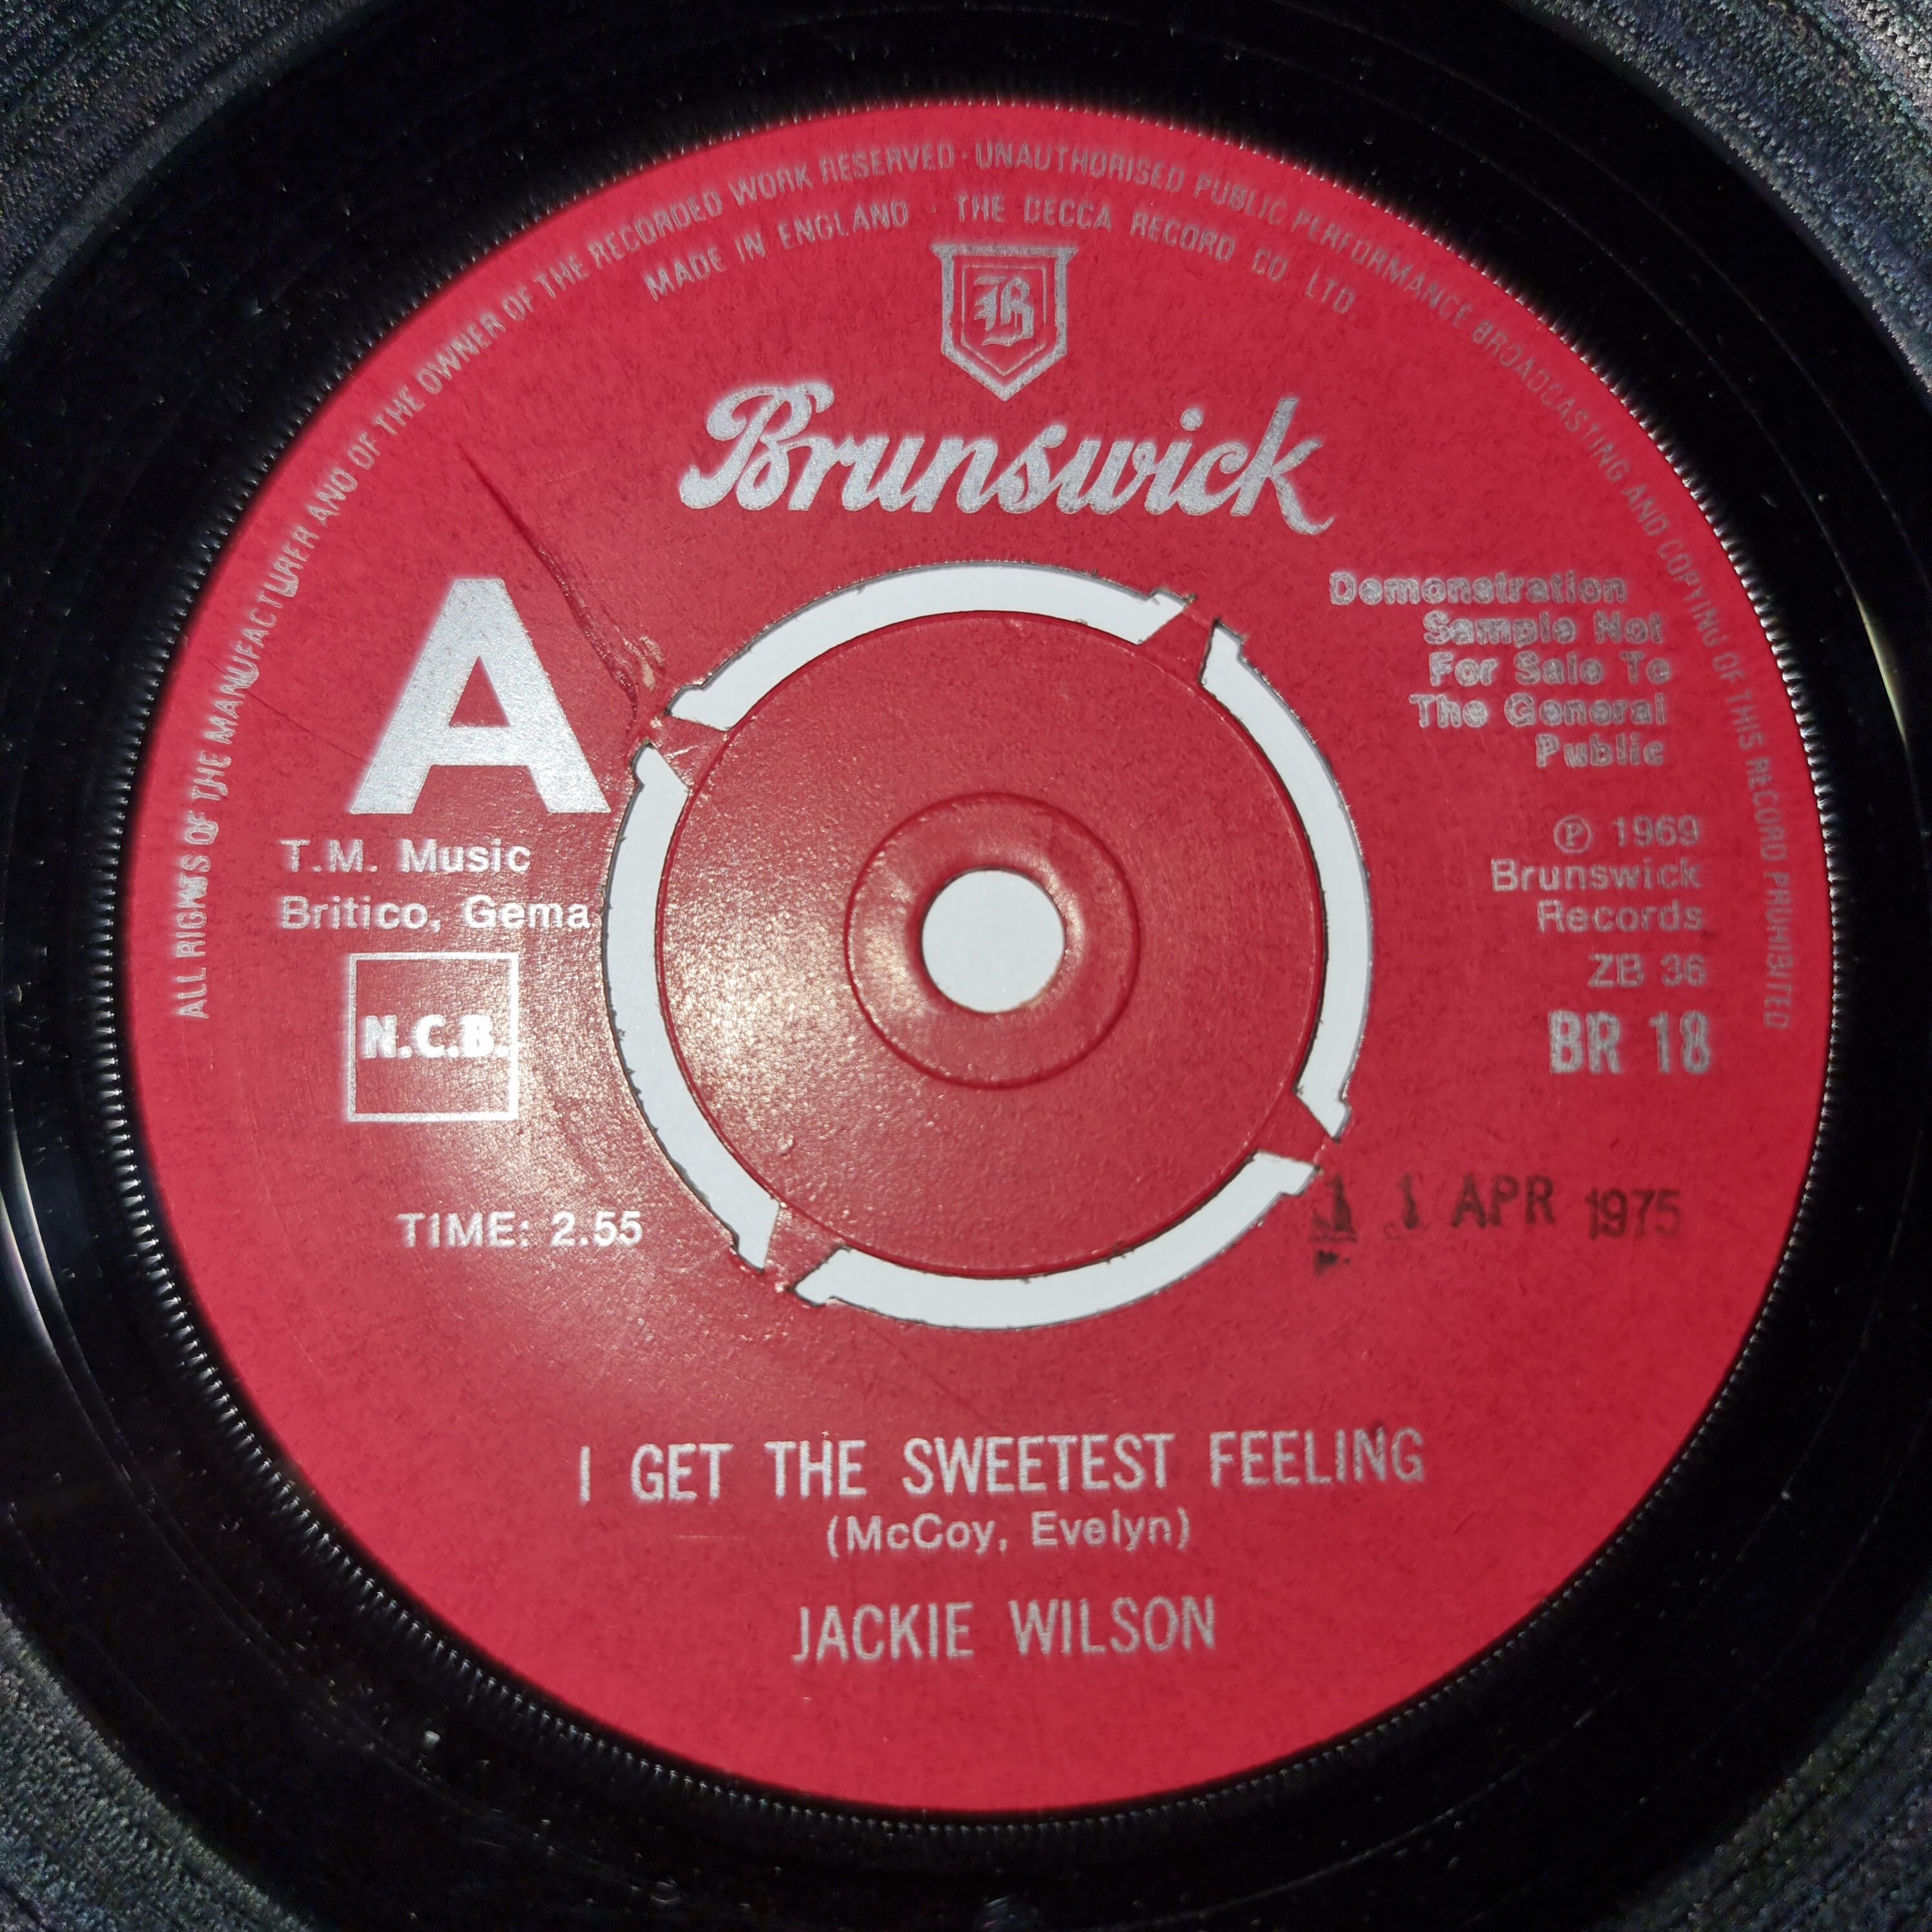 ALL RIGHTS OF THE MANUFACTURER AND OF THE OWNER OF THE RECORDED WORK RESERVED · UNAUTHORISED PUBLIC PERFORMANCE BROADCASTING AND COPYING OF THIS RECORD PROHIBITED
MADE IN ENGLAND · THE DECCA RECORD CO. LTD.
B
Brunswick
A
Demonstration
Sample Not
For Sale To
The General
Public
T.M. Music
Britico, Gema
N.C.B.
℗ 1969
Brunswick
Records
ZB 36
BR 18
TIME: 2.55
11 APR 1975
I GET THE SWEETEST FEELING
(McCoy, Evelyn)
JACKIE WILSON